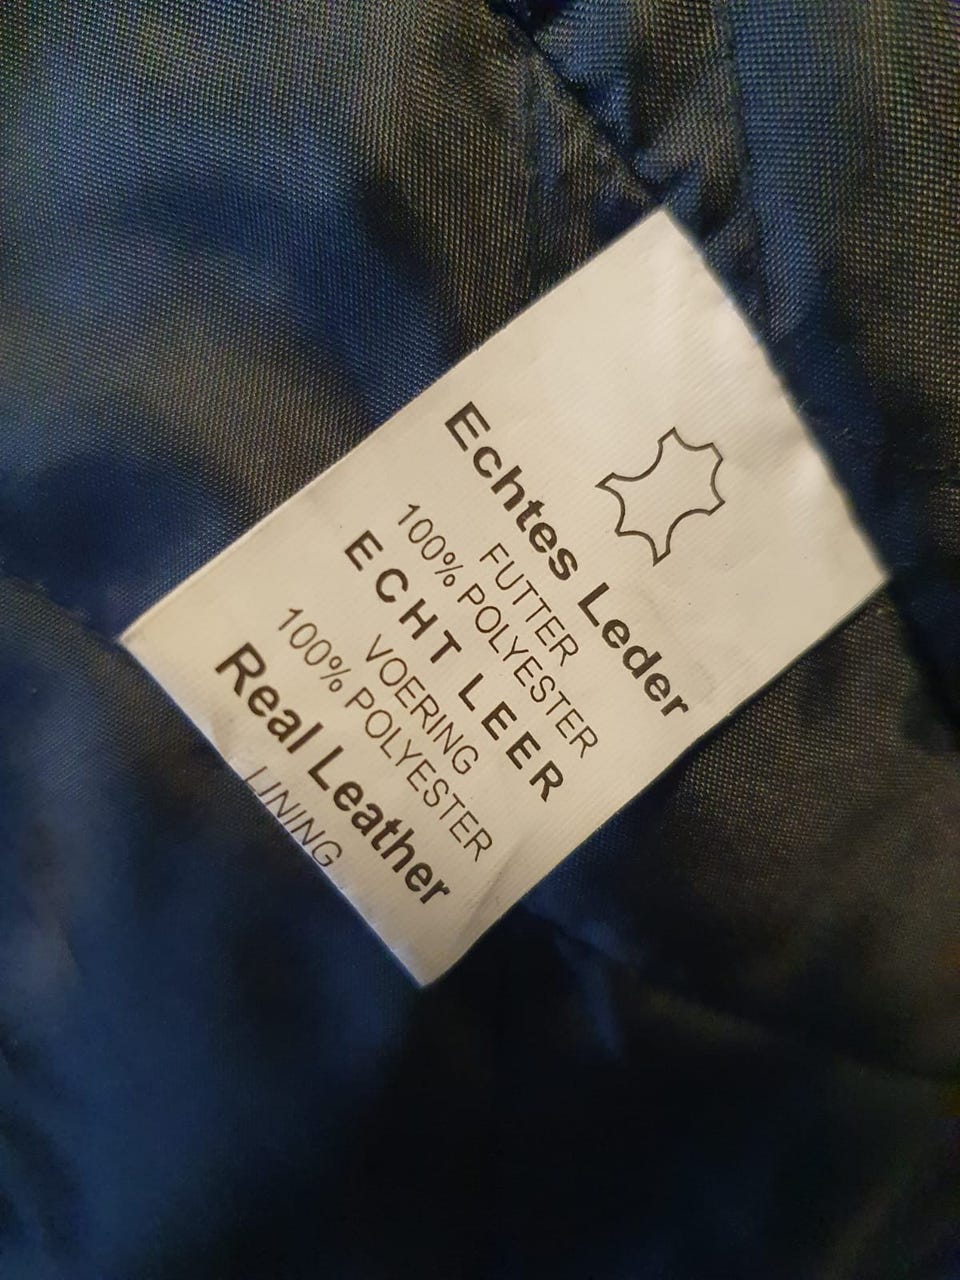 Echtes Leder
FUTTER
100% POLYESTER
ECHT LEER
VOERING
100% POLYESTER
Real Leather
LINING